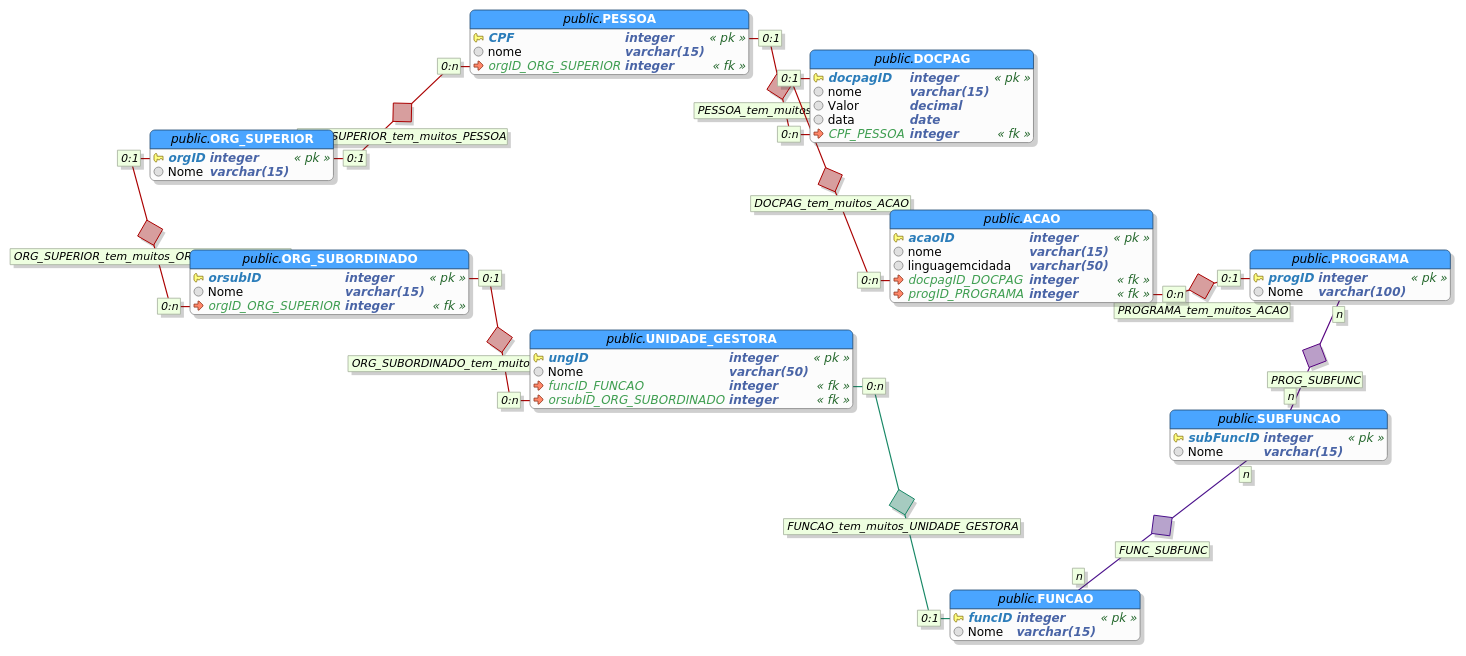 public.PESSOA
CPF integer « pk »
nome varchar(15)
orgID_ORG_SUPERIOR integer « fk »
0:1
0:n
public.DOCPAG
docpagID integer « pk »
nome varchar(15)
Valor decimal
data date
CPF_PESSOA integer « fk »
0:1
0:n
PESSOA_tem_muitos
SUPERIOR_tem_muitos_PESSOA
public.ORG_SUPERIOR
orgID integer « pk »
Nome varchar(15)
0:1
0:1
DOCPAG_tem_muitos_ACAO
public.ACAO
acaoID integer « pk »
nome varchar(15)
linguagemcidada varchar(50)
docpagID_DOCPAG integer « fk »
progID_PROGRAMA integer « fk »
0:n
0:n
0:1
public.PROGRAMA
progID integer « pk »
Nome varchar(100)
PROGRAMA_tem_muitos_ACAO
n
ORG_SUPERIOR_tem_muitos_OR
public.ORG_SUBORDINADO
orsubID integer « pk »
Nome varchar(15)
orgID_ORG_SUPERIOR integer « fk »
0:n
0:1
public.UNIDADE_GESTORA
ungID integer « pk »
Nome varchar(50)
funcID_FUNCAO integer « fk »
orsubID_ORG_SUBORDINADO integer « fk »
ORG_SUBORDINADO_tem_muito
0:n
0:n
PROG_SUBFUNC
n
public.SUBFUNCAO
subFuncID integer « pk »
Nome varchar(15)
n
FUNCAO_tem_muitos_UNIDADE_GESTORA
FUNC_SUBFUNC
n
public.FUNCAO
funcID integer « pk »
Nome varchar(15)
0:1